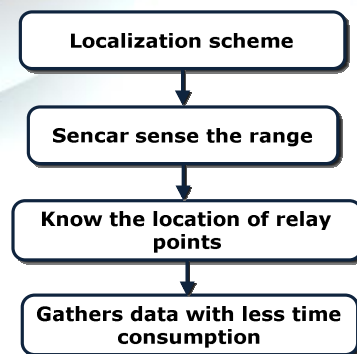 Localization scheme
Sencar sense the range
Know the location of relay
points
Gathers data with less time
consumption